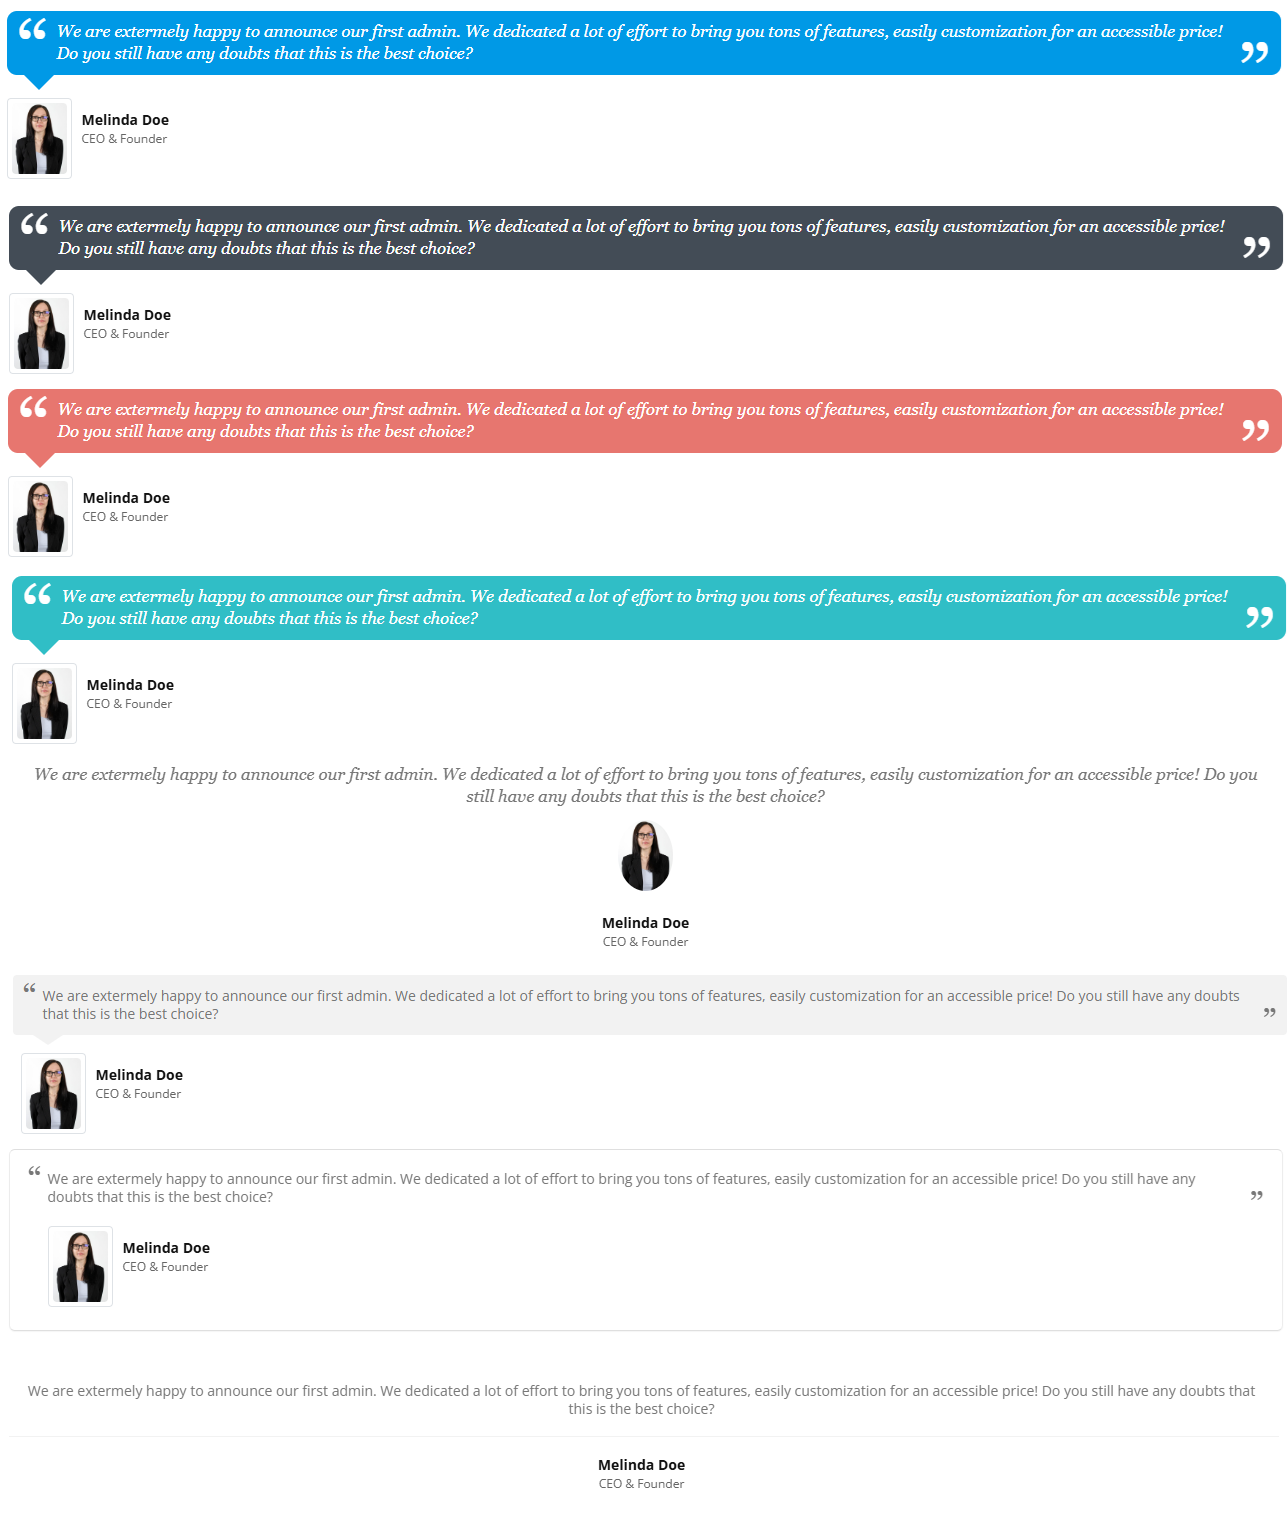 “ We are extermely happy to announce our first admin. We dedicated a lot of effort to bring you tons of features, easily customization for an accessible price!
Do you still have any doubts that this is the best choice? ”
Melinda Doe
CEO & Founder
“ We are extermely happy to announce our first admin. We dedicated a lot of effort to bring you tons of features, easily customization for an accessible price!
Do you still have any doubts that this is the best choice? ”
Melinda Doe
CEO & Founder
“ We are extermely happy to announce our first admin. We dedicated a lot of effort to bring you tons of features, easily customization for an accessible price!
Do you still have any doubts that this is the best choice? ”
Melinda Doe
CEO & Founder
“ We are extermely happy to announce our first admin. We dedicated a lot of effort to bring you tons of features, easily customization for an accessible price!
Do you still have any doubts that this is the best choice? ”
Melinda Doe
CEO & Founder
We are extermely happy to announce our first admin. We dedicated a lot of effort to bring you tons of features, easily customization for an accessible price! Do you
still have any doubts that this is the best choice?
Melinda Doe
CEO & Founder
“ We are extermely happy to announce our first admin. We dedicated a lot of effort to bring you tons of features, easily customization for an accessible price! Do you still have any doubts
that this is the best choice? ”
Melinda Doe
CEO & Founder
“ We are extermely happy to announce our first admin. We dedicated a lot of effort to bring you tons of features, easily customization for an accessible price! Do you still have any
doubts that this is the best choice? ”
Melinda Doe
CEO & Founder
We are extermely happy to announce our first admin. We dedicated a lot of effort to bring you tons of features, easily customization for an accessible price! Do you still have any doubts that
this is the best choice?
Melinda Doe
CEO & Founder